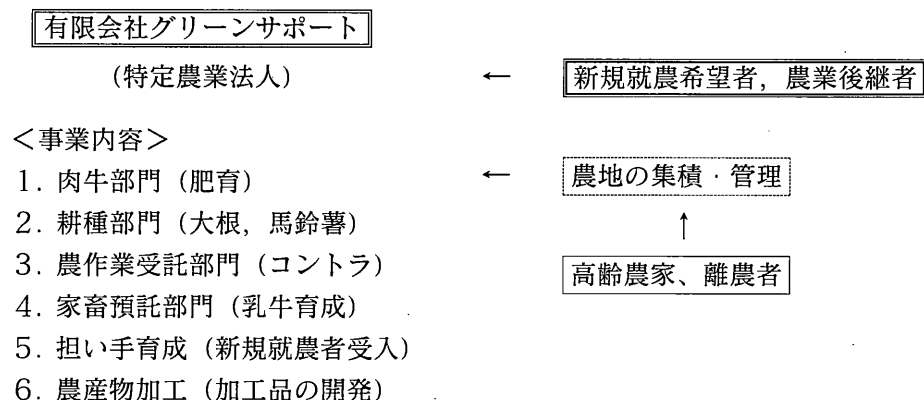 有限会社グリーンサポート
(特定農業法人)
←
新規就農希望者,農業後継者
<事業内容>
1.肉牛部門(肥育)
←
農地の集積・管理
2.耕種部門(大根,馬鈴薯)
↑
3.農作業受託部門(コントラ)
高齢農家、離農者
4.家畜預託部門(乳牛育成)
5.担い手育成(新規就農者受入)
6.農産物加工(加工品の開発)